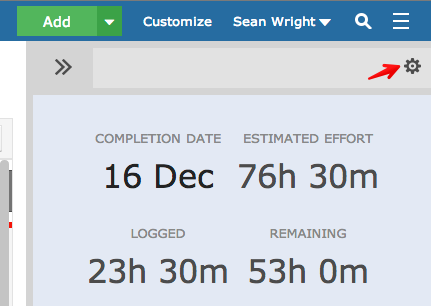 Add Customize Sean Wright
COMPLETION DATE ESTIMATED EFFORT
16 Dec 76h 30m
LOGGED REMAINING
23h 30m 53h 0m